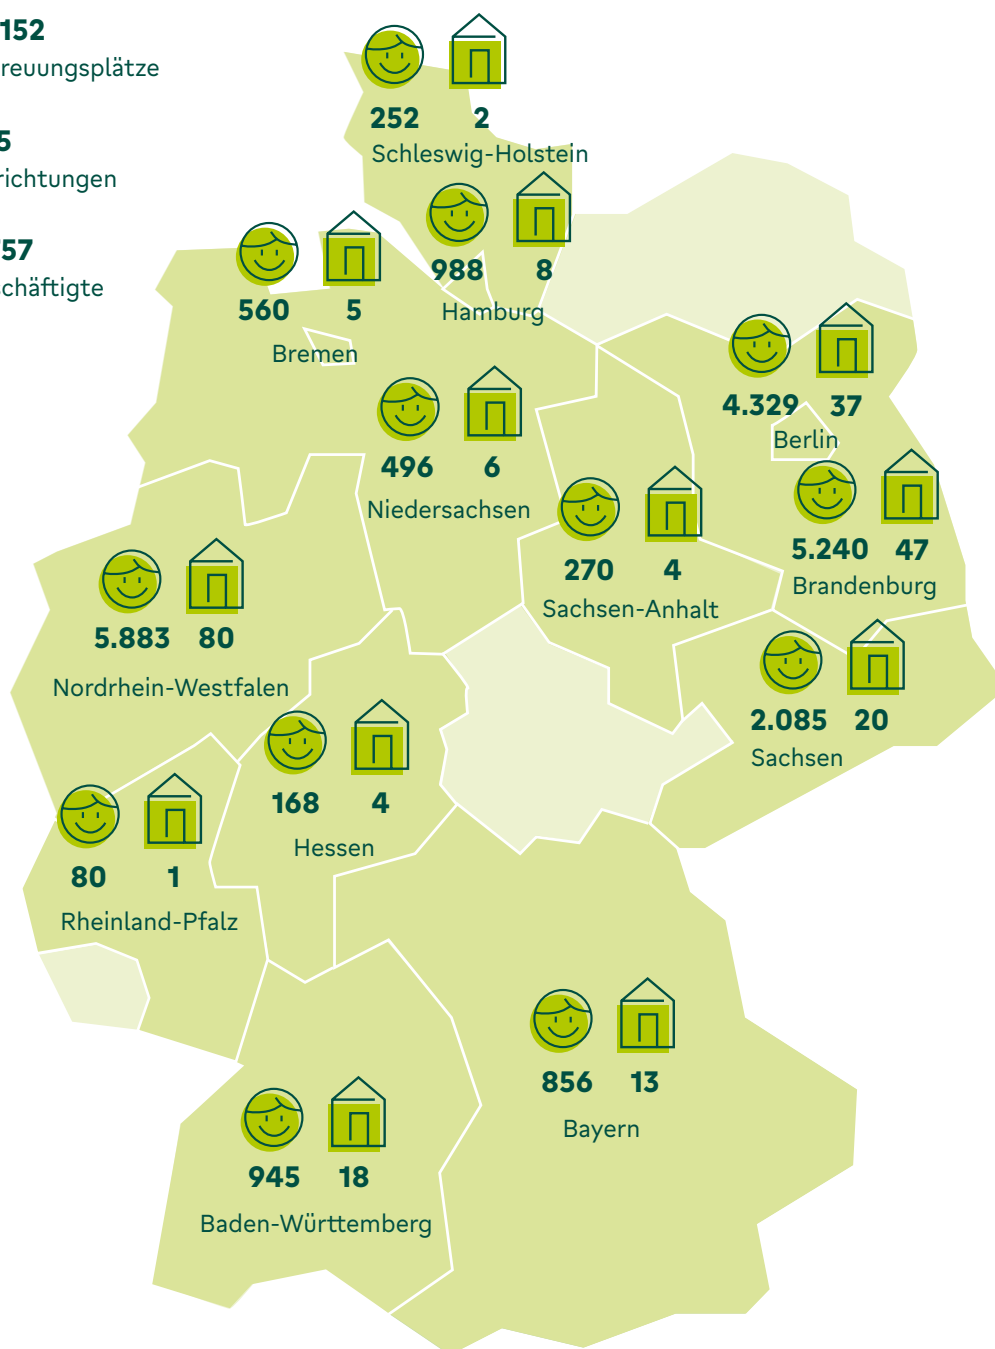 152
reuungsplätze
5
richtungen
757
schäftigte
252 2
Schleswig-Holstein
988 8
Hamburg
560 5
Bremen
4.329 37
Berlin
496 6
Niedersachsen
5.240 47
Brandenburg
270 4
Sachsen-Anhalt
5.883 80
Nordrhein-Westfalen
2.085 20
Sachsen
168 4
Hessen
80 1
Rheinland-Pfalz
856 13
Bayern
945 18
Baden-Württemberg